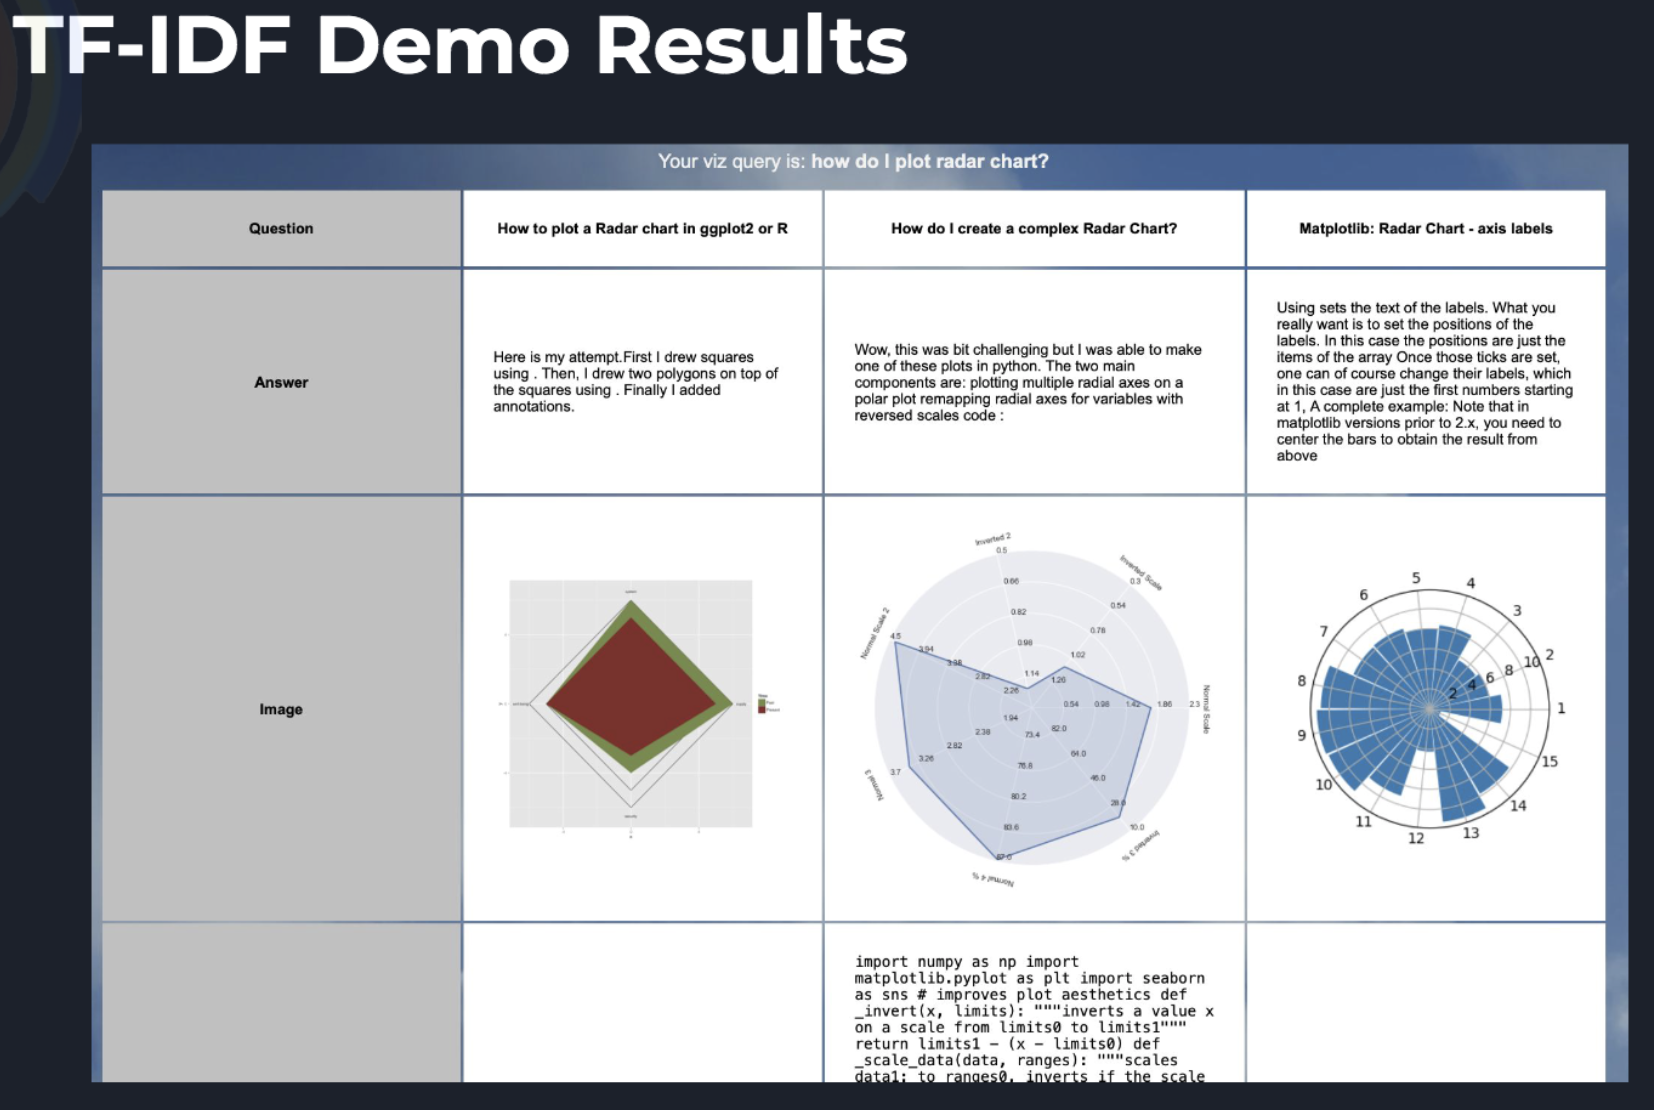 TF-IDF Demo Results
Your viz query is: how do I plot radar chart?
Question
How to plot a Radar chart in ggplot2 or R
How do I create a complex Radar Chart?
Matplotlib: Radar Chart - axis labels
Answer
Here is my attempt.First I drew squares
using . Then, I drew two polygons on top of
the squares using . Finally I added
annotations.
Wow, this was bit challenging but I was able to make
one of these plots in python. The two main
components are: plotting multiple radial axes on a
polar plot remapping radial axes for variables with
reversed scales code :
Using sets the text of the labels. What you
really want is to set the positions of the
labels. In this case the positions are just the
items of the array Once those ticks are set,
one can of course change their labels, which
in this case are just the first numbers starting
at 1, A complete example: Note that in
matplotlib versions prior to 2.x, you need to
center the bars to obtain the result from
above
Image
Inverted 2
0.5
0.66
0.82
0.98
1.14
Inverted Scale
0.3
0.54
0.78
1.02
1.26
Normal Scale 2
4.5
3.94
3.38
2.82
2.26
Normal Scale
0.54
0.98
1.42
1.86
2.3
Normal 3
3.7
3.26
2.82
2.38
1.94
Normal 4 %
87.0
83.6
80.2
76.8
73.4
Inverted 3 %
10.0
28.0
46.0
64.0
82.0
1
2
3
4
5
6
7
8
9
10
11
12
13
14
15
2
4
6
8
10
import numpy as np import
matplotlib.pyplot as plt import seaborn
as sns # improves plot aesthetics def
_invert(x, limits): """inverts a value x
on a scale from limits0 to limits1"""
return limits1 - (x - limits0) def
_scale_data(data, ranges): """scales
data1: to ranges0, inverts if the scale